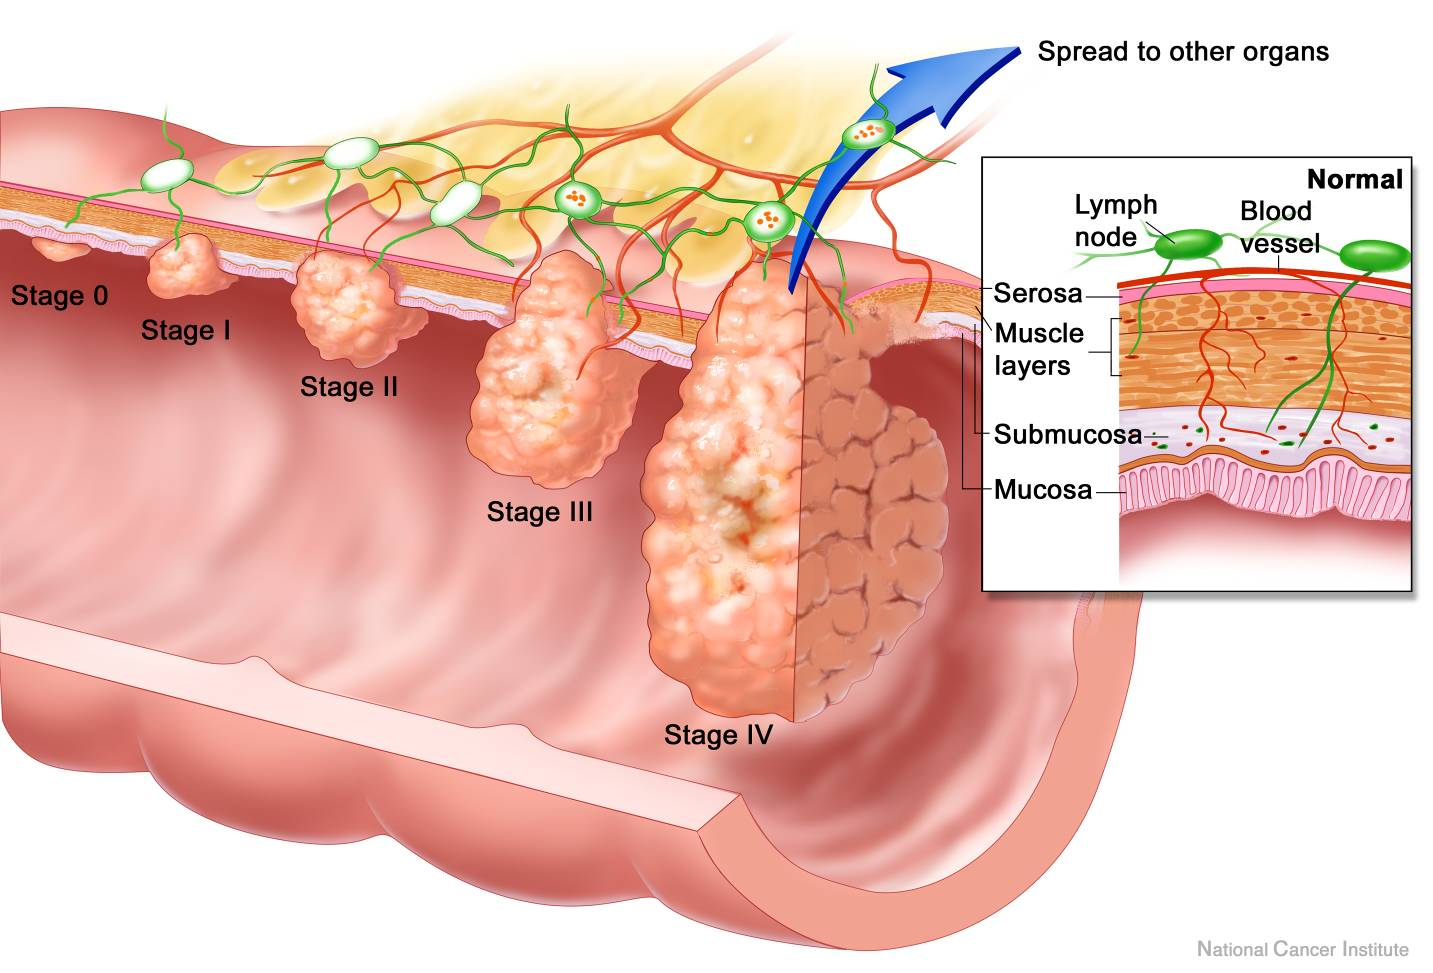 Spread to other organs
Normal
Lymph
node
Blood
vessel
Serosa
Muscle
layers
Submucosa
Mucosa
Stage 0
Stage I
Stage II
Stage III
Stage IV
National Cancer Institute